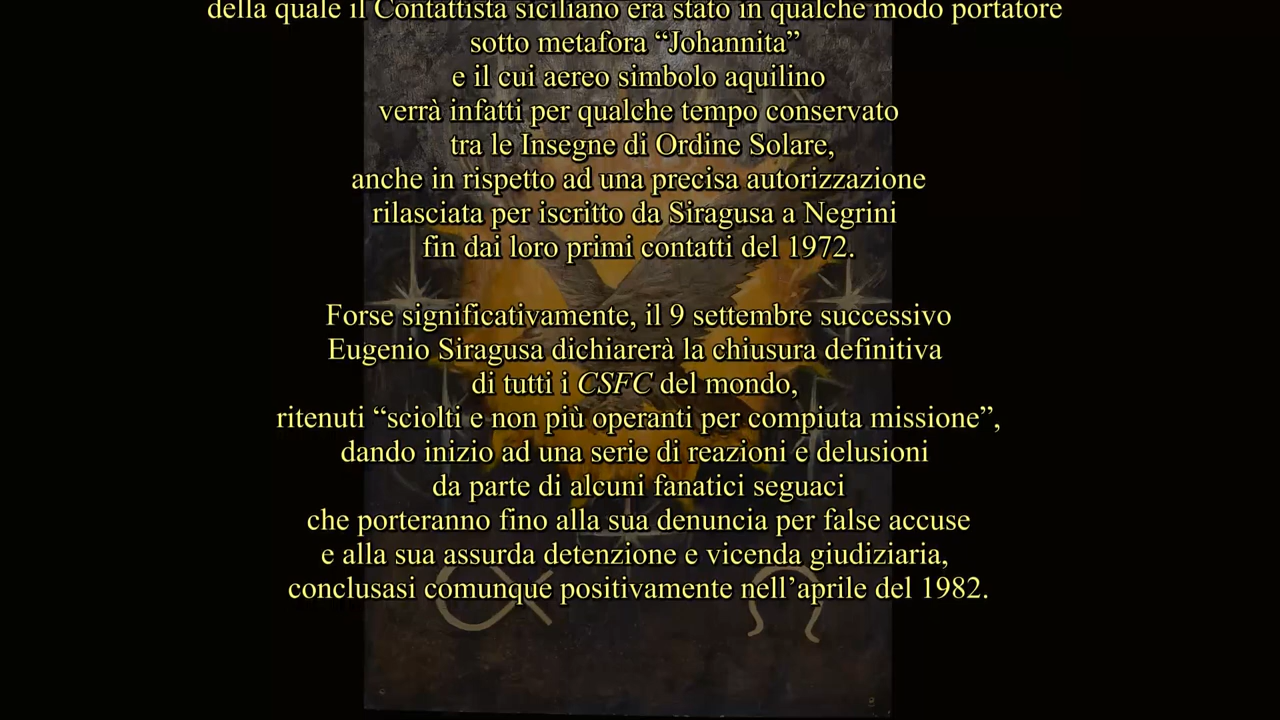 della quale il Contattista siciliano era stato in qualche modo portatore
sotto metafora “Johannita”
e il cui aereo simbolo aquilino
verrà infatti per qualche tempo conservato
tra le Insegne di Ordine Solare,
anche in rispetto ad una precisa autorizzazione
rilasciata per iscritto da Siragusa a Negrini
fin dai loro primi contatti del 1972.
Forse significativamente, il 9 settembre successivo
Eugenio Siragusa dichiarerà la chiusura definitiva
di tutti i CSFC del mondo,
ritenuti “sciolti e non più operanti per compiuta missione”,
dando inizio ad una serie di reazioni e delusioni
da parte di alcuni fanatici seguaci
che porteranno fino alla sua denuncia per false accuse
e alla sua assurda detenzione e vicenda giudiziaria,
conclusasi comunque positivamente nell’aprile del 1982.
α Ω